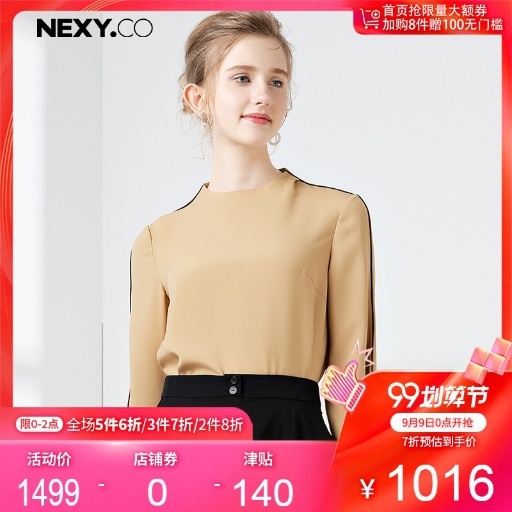 NEXY.CO
首页抢限量大额券
加购8件赠100无门槛
99划算节
9月9日0点开抢
7折预估到手价
限0-2点 全场5件6折/3件7折/2件8折
活动价 店铺券 津贴
1499 - 0 - 140
¥ 1016